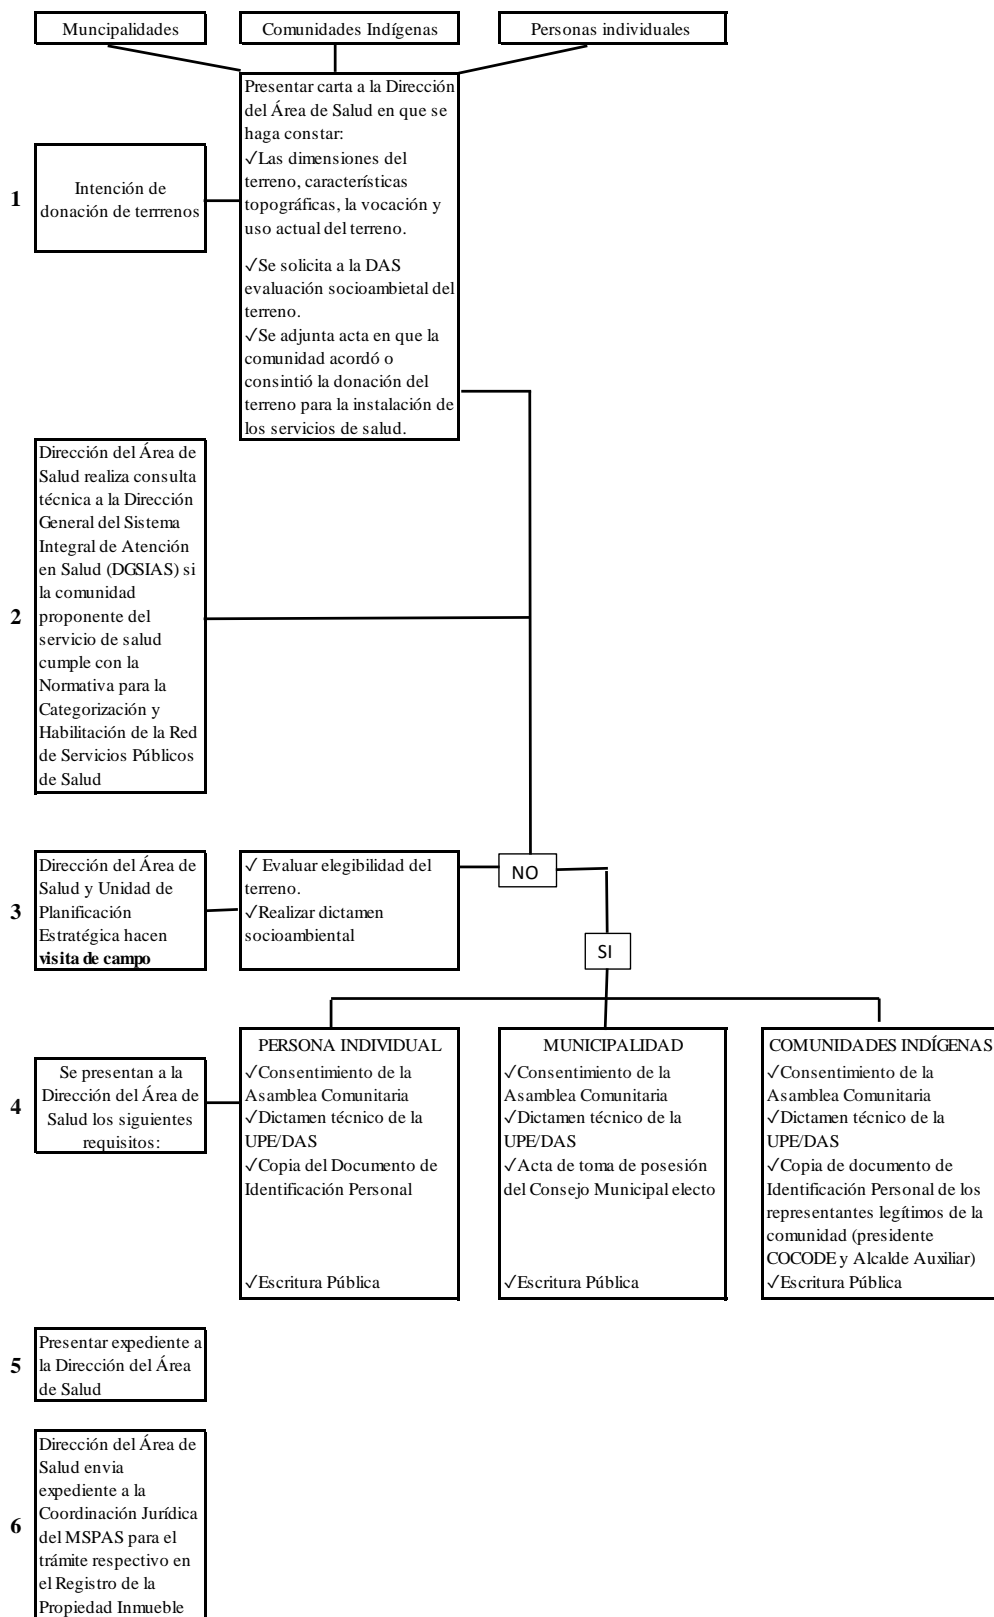 Muncipalidades
Comunidades Indígenas
Personas individuales
1
Intención de
donación de terrrenos
Presentar carta a la Dirección
del Área de Salud en que se
haga constar:
✓Las dimensiones del
terreno, características
topográficas, la vocación y
uso actual del terreno.
✓Se solicita a la DAS
evaluación socioambietal del
terreno.
✓Se adjunta acta en que la
comunidad acordó o
consintió la donación del
terreno para la instalación de
los servicios de salud.
2
Dirección del Área de
Salud realiza consulta
técnica a la Dirección
General del Sistema
Integral de Atención
en Salud (DGSIAS) si
la comunidad
proponente del
servicio de salud
cumple con la
Normativa para la
Categorización y
Habilitación de la Red
de Servicios Públicos
de Salud
3
Dirección del Área de
Salud y Unidad de
Planificación
Estratégica hacen
visita de campo
✓ Evaluar elegibilidad del
terreno.
✓Realizar dictamen
socioambiental
NO
SI
4
Se presentan a la
Dirección del Área de
Salud los siguientes
requisitos:
PERSONA INDIVIDUAL
✓Consentimiento de la
Asamblea Comunitaria
✓Dictamen técnico de la
UPE/DAS
✓Copia del Documento de
Identificación Personal
✓Escritura Pública
MUNICIPALIDAD
✓Consentimiento de la
Asamblea Comunitaria
✓Dictamen técnico de la
UPE/DAS
✓Acta de toma de posesión
del Consejo Municipal electo
✓Escritura Pública
COMUNIDADES INDÍGENAS
✓Consentimiento de la
Asamblea Comunitaria
✓Dictamen técnico de la
UPE/DAS
✓Copia de documento de
Identificación Personal de los
representantes legítimos de la
comunidad (presidente
COCODE y Alcalde Auxiliar)
✓Escritura Pública
5
Presentar expediente a
la Dirección del Área
de Salud
6
Dirección del Área de
Salud envia
expediente a la
Coordinación Jurídica
del MSPAS para el
trámite respectivo en
el Registro de la
Propiedad Inmueble